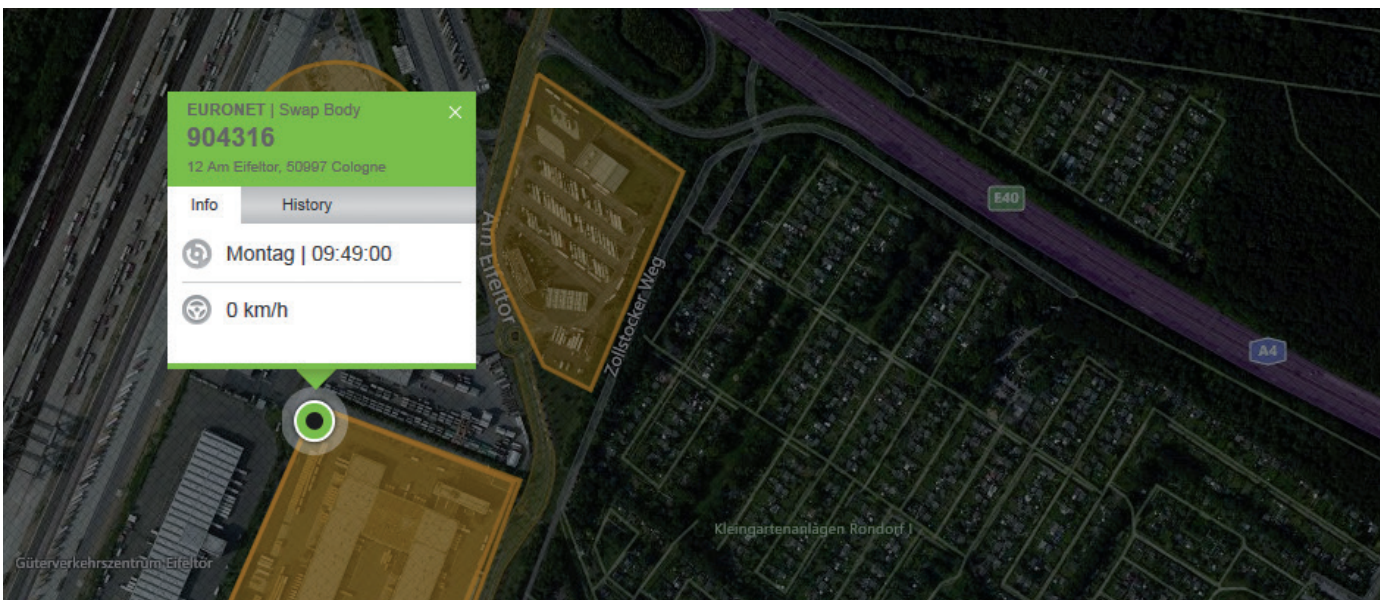 EURONET | Swap Body
904316
12 Am Eifeltor, 50997 Cologne
Info
History
Montag | 09:49:00
0 km/h
Am Eifeltor
Zollstocker Weg
E40
A4
Kleingartenanlagen Rondorf I
Güterverkehrszentrum Eifeltor